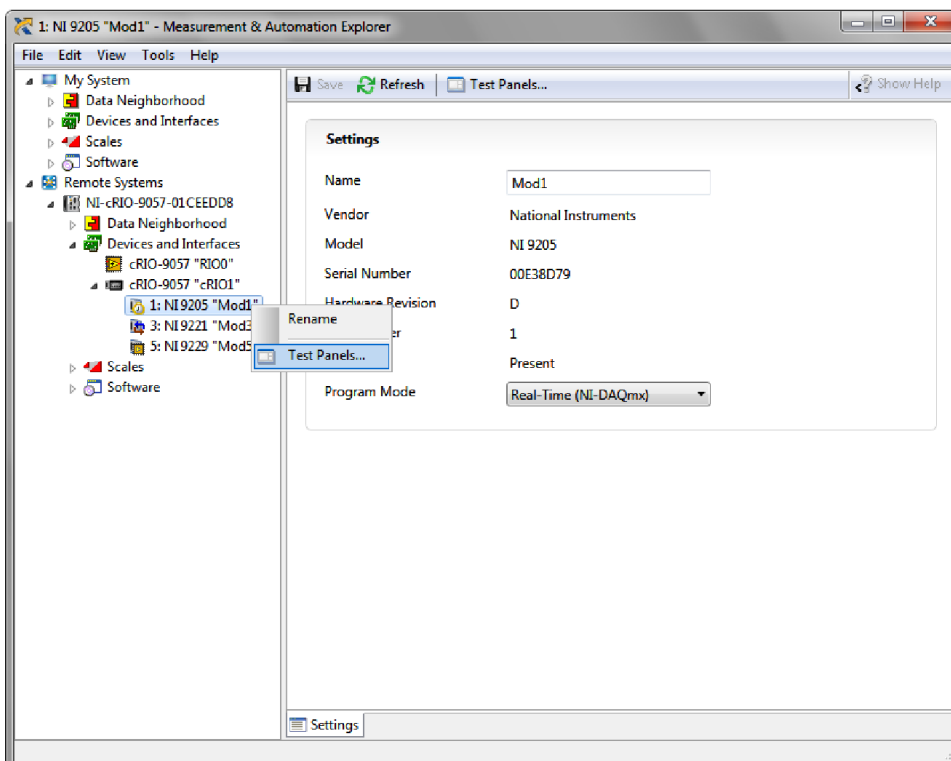 1: NI 9205 "Mod1" - Measurement & Automation Explorer
File Edit View Tools Help
My System
Data Neighborhood
Devices and Interfaces
Scales
Software
Remote Systems
NI-cRIO-9057-01CEEDD8
Data Neighborhood
Devices and Interfaces
cRIO-9057 "RIO0"
cRIO-9057 "cRIO1"
1: NI 9205 "Mod1"
3: NI 9221 "Mod3
5: NI 9229 "Mod5
Scales
Software
Rename
Test Panels...
Save Refresh Test Panels... Show Help
Settings
Name Mod1
Vendor National Instruments
Model NI 9205
Serial Number 00E38D79
Hardware Revision D
er 1
Present
Program Mode Real-Time (NI-DAQmx)
Settings